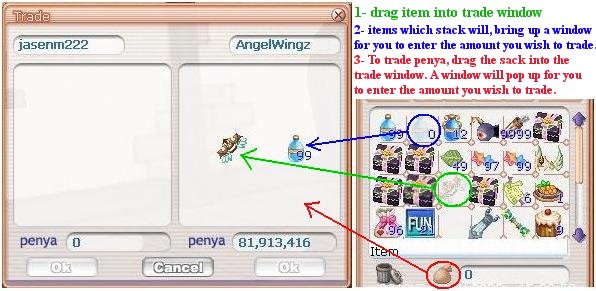 Trade
jasenm222
AngelWingz
99
penya 0
penya 81,913,416
Ok
Cancel
Ok
1- drag item into trade window
2- items which stack will, bring up a window
for you to enter the amount you wish to trade.
3- To trade penya, drag the sack into the
trade window. A window will pop up for you
to enter the amount you wish to trade.
99 0 12 9999
49 97 99
6
96 FUN
Item
0